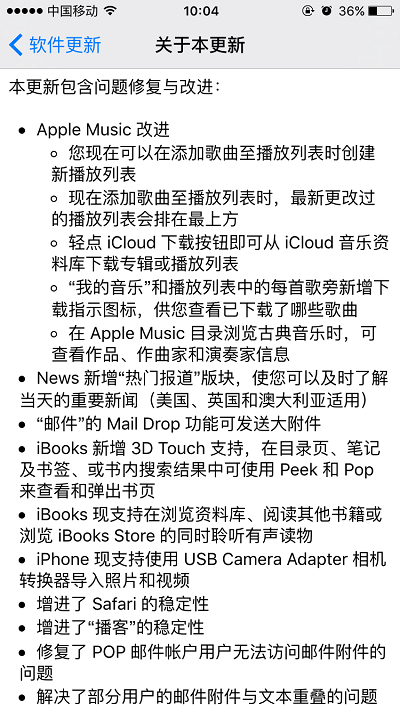 中国移动 10:04 36%
软件更新 关于本更新
本更新包含问题修复与改进：
• Apple Music 改进
◦ 您现在可以在添加歌曲至播放列表时创建
新播放列表
◦ 现在添加歌曲至播放列表时，最新更改过
的播放列表会排在最上方
◦ 轻点 iCloud 下载按钮即可从 iCloud 音乐资
料库下载专辑或播放列表
◦ “我的音乐”和播放列表中的每首歌旁新增下
载指示图标，供您查看已下载了哪些歌曲
◦ 在 Apple Music 目录浏览古典音乐时，可
查看作品、作曲家和演奏家信息
• News 新增“热门报道”版块，使您可以及时了解
当天的重要新闻（美国、英国和澳大利亚适用）
• “邮件”的 Mail Drop 功能可发送大附件
• iBooks 新增 3D Touch 支持，在目录页、笔记
及书签、或书内搜索结果中可使用 Peek 和 Pop
来查看和弹出书页
• iBooks 现支持在浏览资料库、阅读其他书籍或
浏览 iBooks Store 的同时聆听有声读物
• iPhone 现支持使用 USB Camera Adapter 相机
转换器导入照片和视频
• 增进了 Safari 的稳定性
• 增进了“播客”的稳定性
• 修复了 POP 邮件帐户用户无法访问邮件附件的
问题
• 解决了部分用户的邮件附件与文本重叠的问题